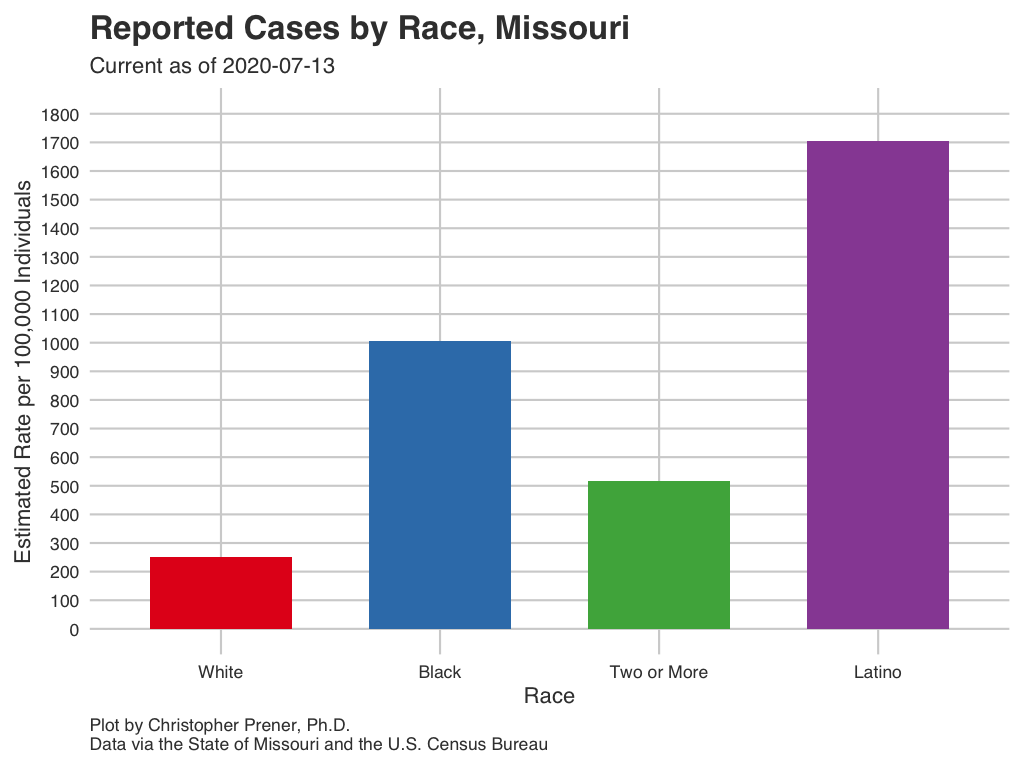 Reported Cases by Race, Missouri
Current as of 2020-07-13
Estimated Rate per 100,000 Individuals
1800
1700
1600
1500
1400
1300
1200
1100
1000
900
800
700
600
500
400
300
200
100
0
White
Black
Two or More
Latino
Race
Plot by Christopher Prener, Ph.D.
Data via the State of Missouri and the U.S. Census Bureau